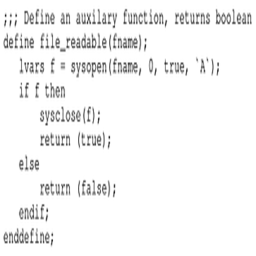 ;;; Define an auxilary function, returns boolean
define file_readable(fname);
lvars f = sysopen(fname, 0, true, `A`);
if f then
sysclose(f);
return (true);
else
return (false);
endif;
enddefine;